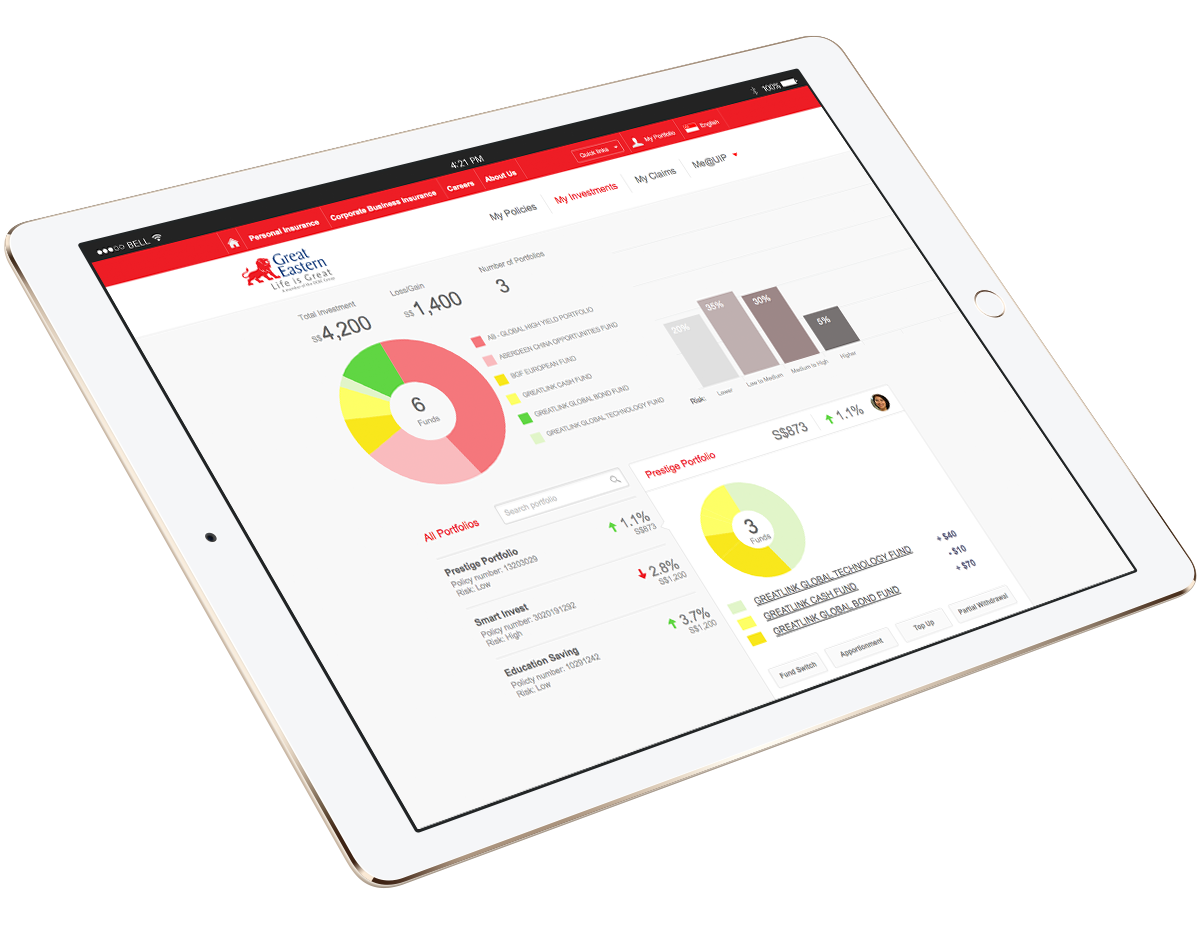 BELL
4:21 PM
100%
Personal Insurance
Corporate Business Insurance
Careers
About Us
Quick links
My Portfolio
English
Great
Eastern
Life is Great
My Policies
My Investments
My Claims
Me@UIP
Total Investment
S$4,200
Loss/Gain
S$1,400
Number of Portfolios
3
6
Funds
AB - GLOBAL HIGH YIELD PORTFOLIO
ABERDEEN CHINA OPPORTUNITIES FUND
BGF EUROPEAN FUND
GREATLINK CASH FUND
GREATLINK GLOBAL BOND FUND
GREATLINK GLOBAL TECHNOLOGY FUND
20%
35%
30%
5%
Risk:
Lower
Low to Medium
Medium to High
Higher
All Portfolios
Search portfolio
Prestige Portfolio
Policy number: 13203029
Risk: Low
1.1%
S$873
Smart Invest
Policy number: 3020191292
Risk: High
2.8%
S$1,200
Education Saving
Policty number: 10291242
Risk: Low
3.7%
S$1,200
Prestige Portfolio
S$873
1.1%
3
Funds
GREATLINK GLOBAL TECHNOLOGY FUND
+ $40
GREATLINK CASH FUND
- $10
GREATLINK GLOBAL BOND FUND
+ $70
Fund Switch
Apportionment
Top Up
Partial Withdrawal